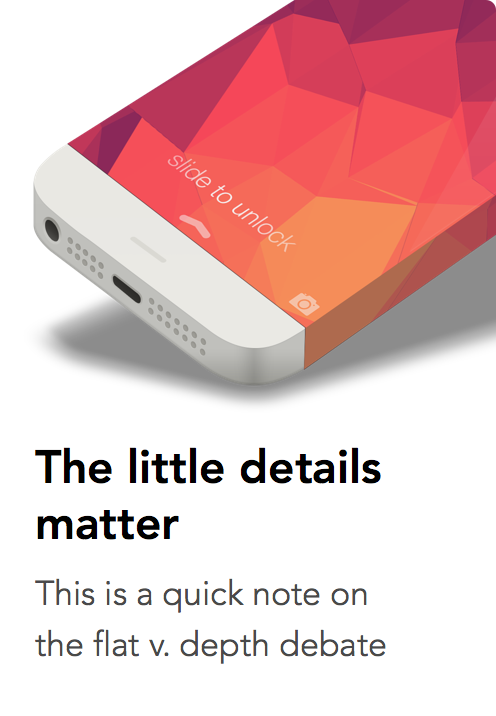 slide to unlock
The little details
matter
This is a quick note on
the flat v. depth debate